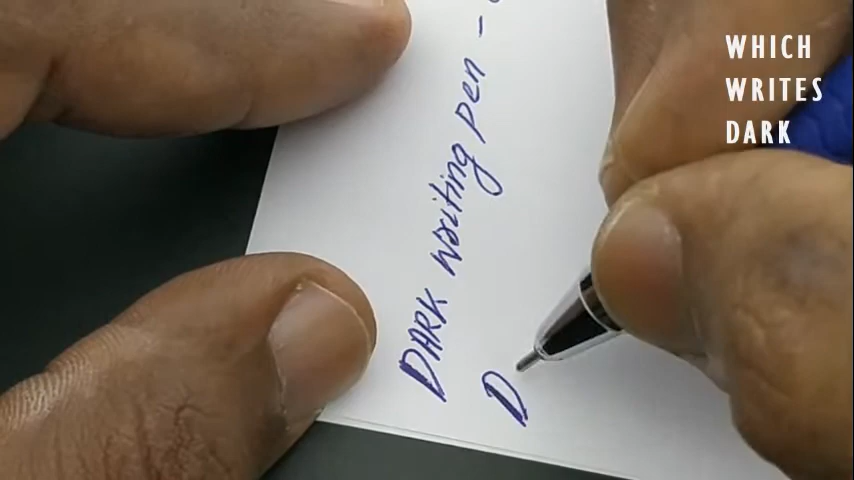 WHICH
WRITES
DARK
DARK writing pen -
D